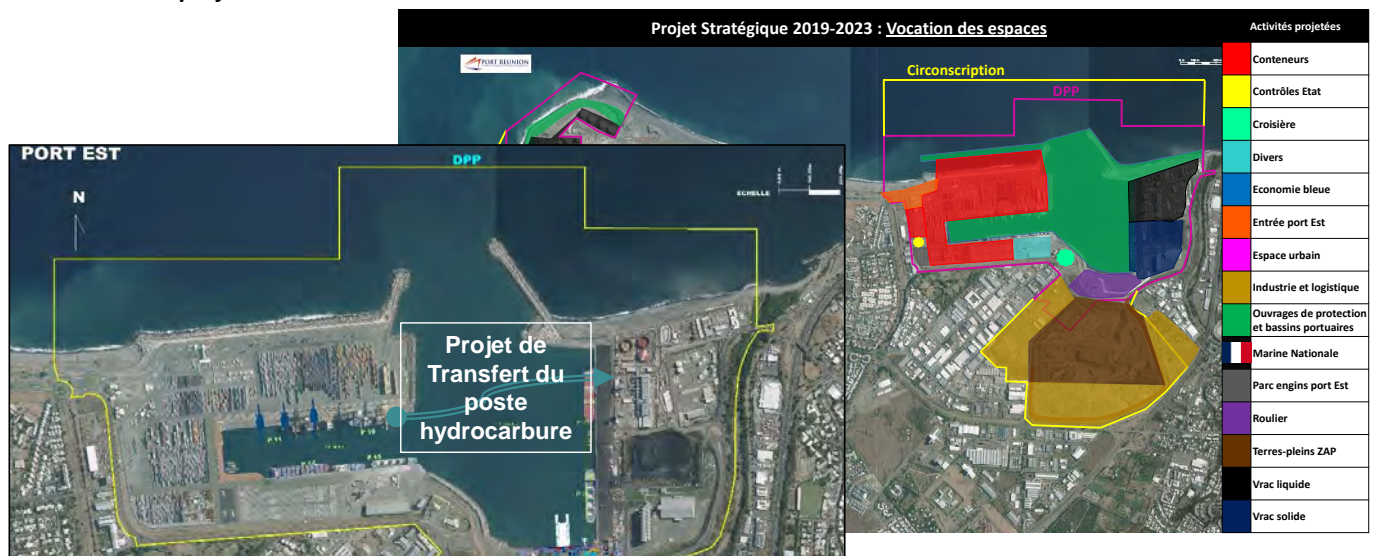 Projet Stratégique 2019-2023 : Vocation des espaces
PORT REUNION
Circonscription
DPP
Activités projetées
Conteneurs
Contrôles Etat
Croisière
Divers
Economie bleue
Entrée port Est
Espace urbain
Industrie et logistique
Ouvrages de protection
et bassins portuaires
Marine Nationale
Parc engins port Est
Roulier
Terres-pleins ZAP
Vrac liquide
Vrac solide
PORT EST
DPP
N
ECHELLE
Projet de
Transfert du
poste
hydrocarbure